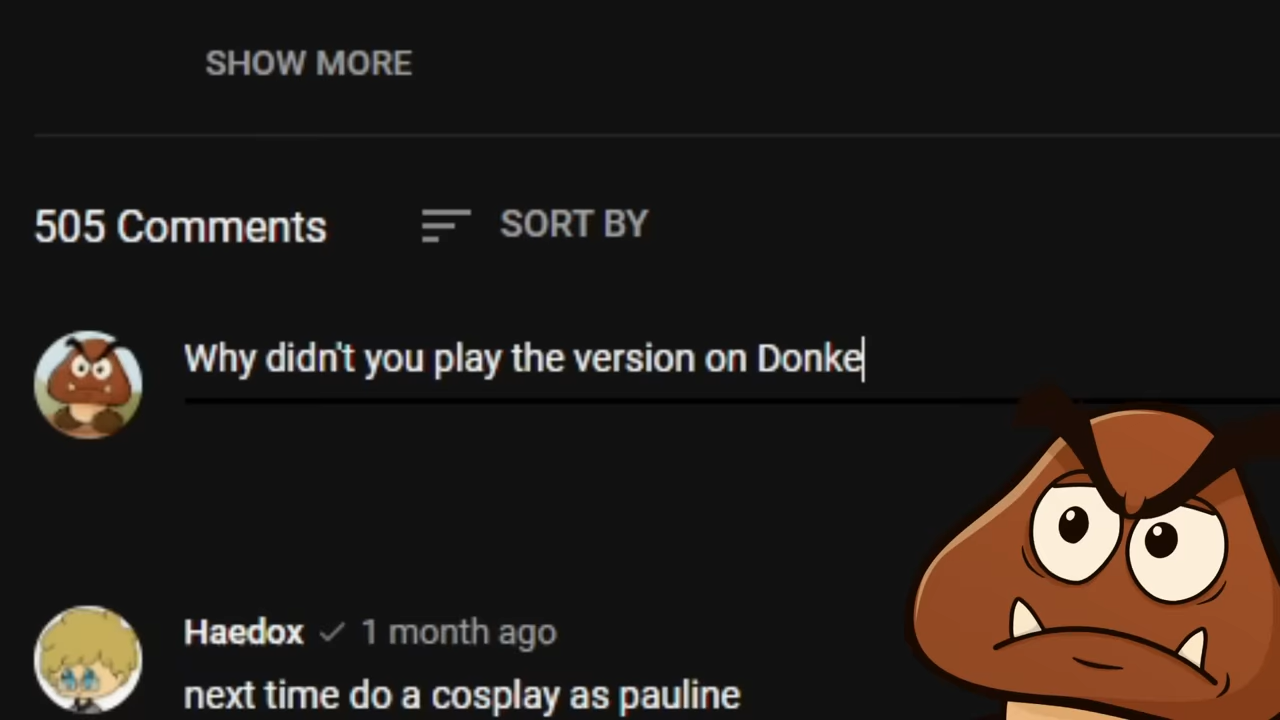 SHOW MORE
505 Comments
SORT BY
Why didn't you play the version on Donke
Haedox 1 month ago
next time do a cosplay as pauline